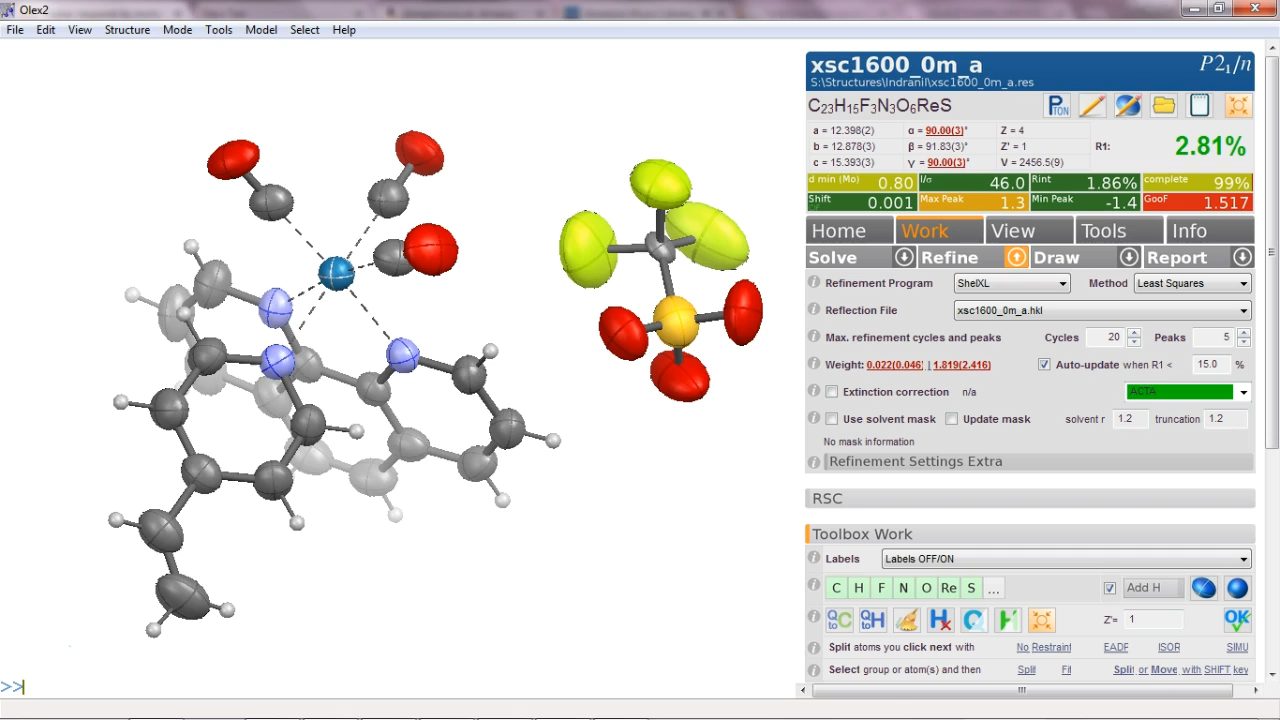 Olex2
File Edit View Structure Mode Tools Model Select Help
xsc1600_0m_a
P2₁/n
S:\Structures\Indranil\xsc1600_0m_a.res
C₂₃H₁₅F₃N₃O₆ReS
PTON
a = 12.398(2) α = 90.00(3)° Z = 4
b = 12.878(3) β = 91.83(3)° Z' = 1 R1: 2.81%
c = 15.393(3) γ = 90.00(3)° V = 2456.5(9)
d min (Mo) 0.80 I/σ 46.0 Rint 1.86% complete 99%
Shift 0.001 Max Peak 1.3 Min Peak -1.4 GooF 1.517
Home Work View Tools Info
Solve Refine Draw Report
Refinement Program ShelXL Method Least Squares
Reflection File xsc1600_0m_a.hkl
Max. refinement cycles and peaks Cycles 20 Peaks 5
Weight: 0.022(0.046) | 1.819(2.416) Auto-update when R1 < 15.0 %
Extinction correction n/a ACTA
Use solvent mask Update mask solvent r 1.2 truncation 1.2
No mask information
Refinement Settings Extra
RSC
Toolbox Work
Labels Labels OFF/ON
C H F N O Re S ... Add H
Q to C Q to H Z'= 1 OK
Split atoms you click next with No Restraint EADF ISOR SIMU
Select group or atom(s) and then Split Fit Split or Move with SHIFT key
>>